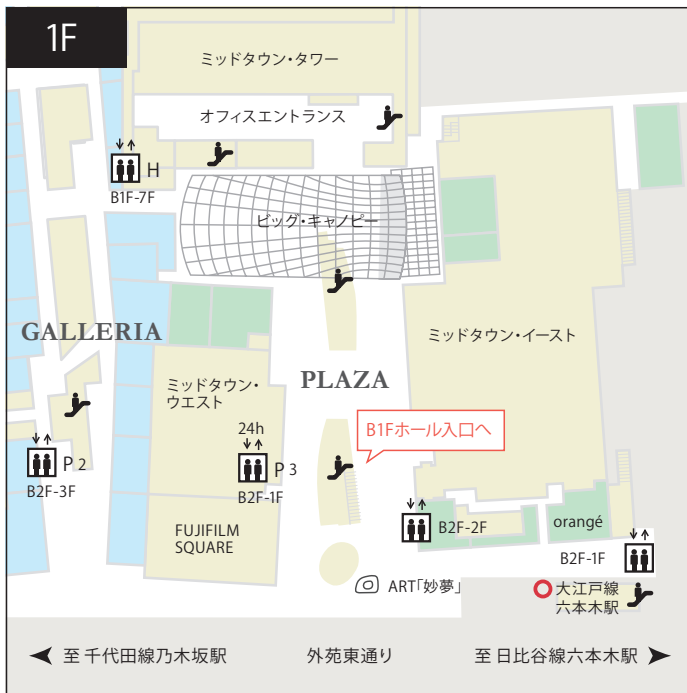 1F
ミッドタウン・タワー
オフィスエントランス
H
B1F-7F
ビッグ・キャノピー
GALLERIA
ミッドタウン・イースト
ミッドタウン・
ウエスト
PLAZA
B1Fホール入口へ
24h
P 2
B2F-3F
P 3
B2F-1F
FUJIFILM
SQUARE
B2F-2F
orangé
B2F-1F
ART「妙夢」
大江戸線
六本木駅
至 千代田線乃木坂駅
外苑東通り
至 日比谷線六本木駅